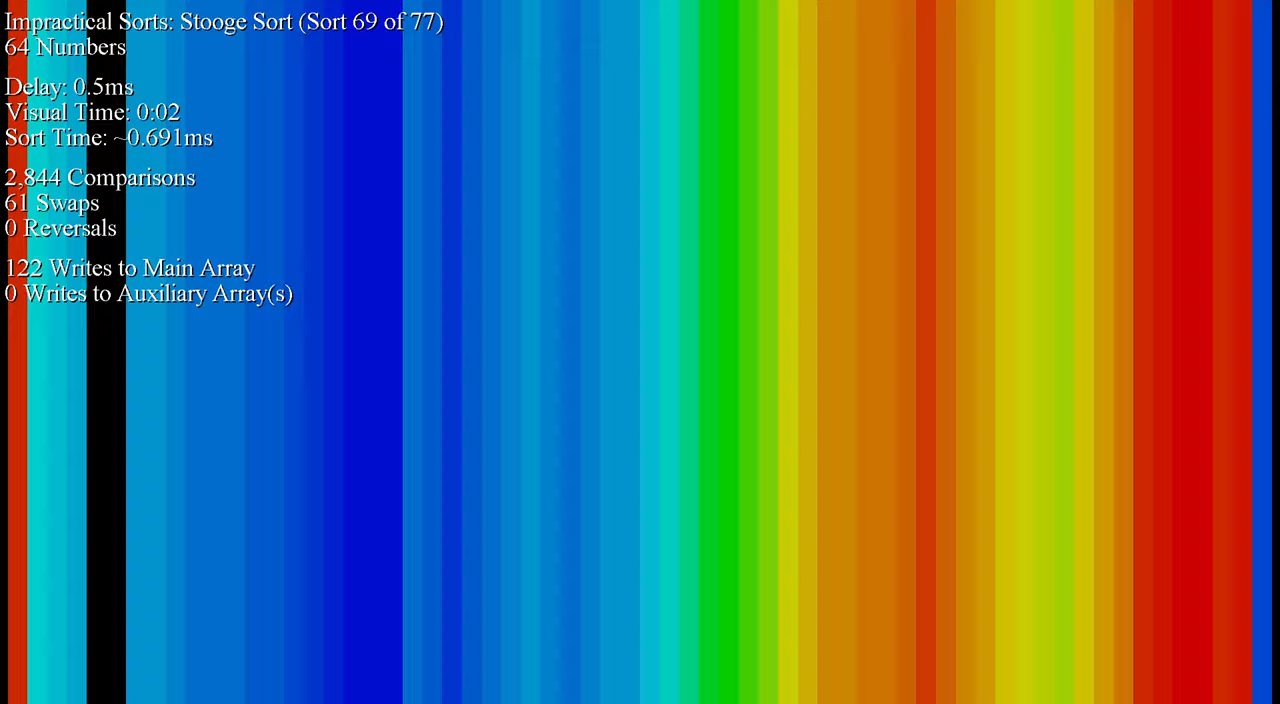 Impractical Sorts: Stooge Sort (Sort 69 of 77)
64 Numbers
Delay: 0.5ms
Visual Time: 0:02
Sort Time: ~0.691ms
2,844 Comparisons
61 Swaps
0 Reversals
122 Writes to Main Array
0 Writes to Auxiliary Array(s)